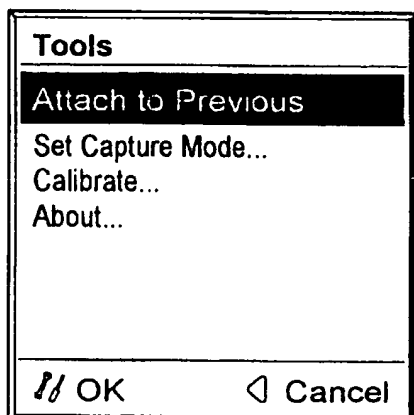 Tools
Attach to Previous
Set Capture Mode...
Calibrate...
About...
OK Cancel